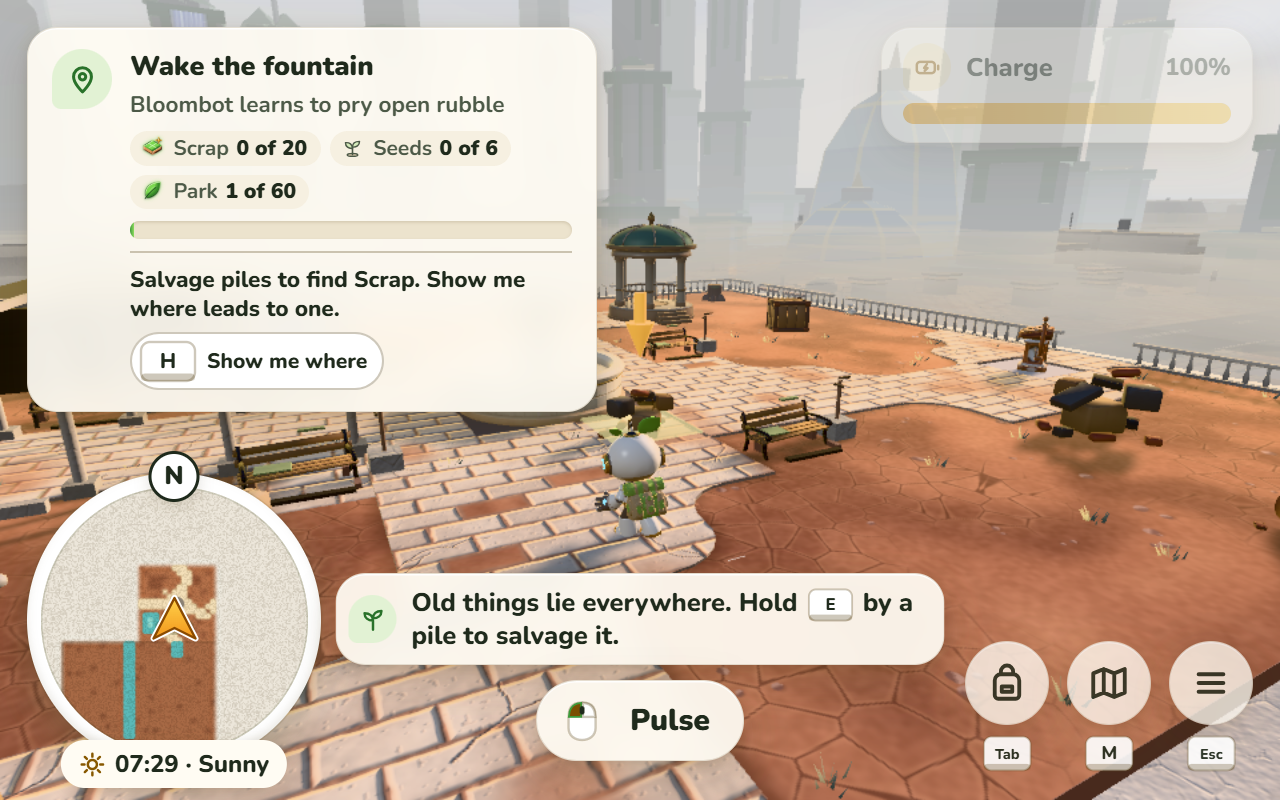 Wake the fountain
Bloombot learns to pry open rubble
Scrap 0 of 20
Seeds 0 of 6
Park 1 of 60
Salvage piles to find Scrap. Show me
where leads to one.
H Show me where
Charge 100%
N
Old things lie everywhere. Hold E by a
pile to salvage it.
Pulse
07:29 · Sunny
Tab
M
Esc